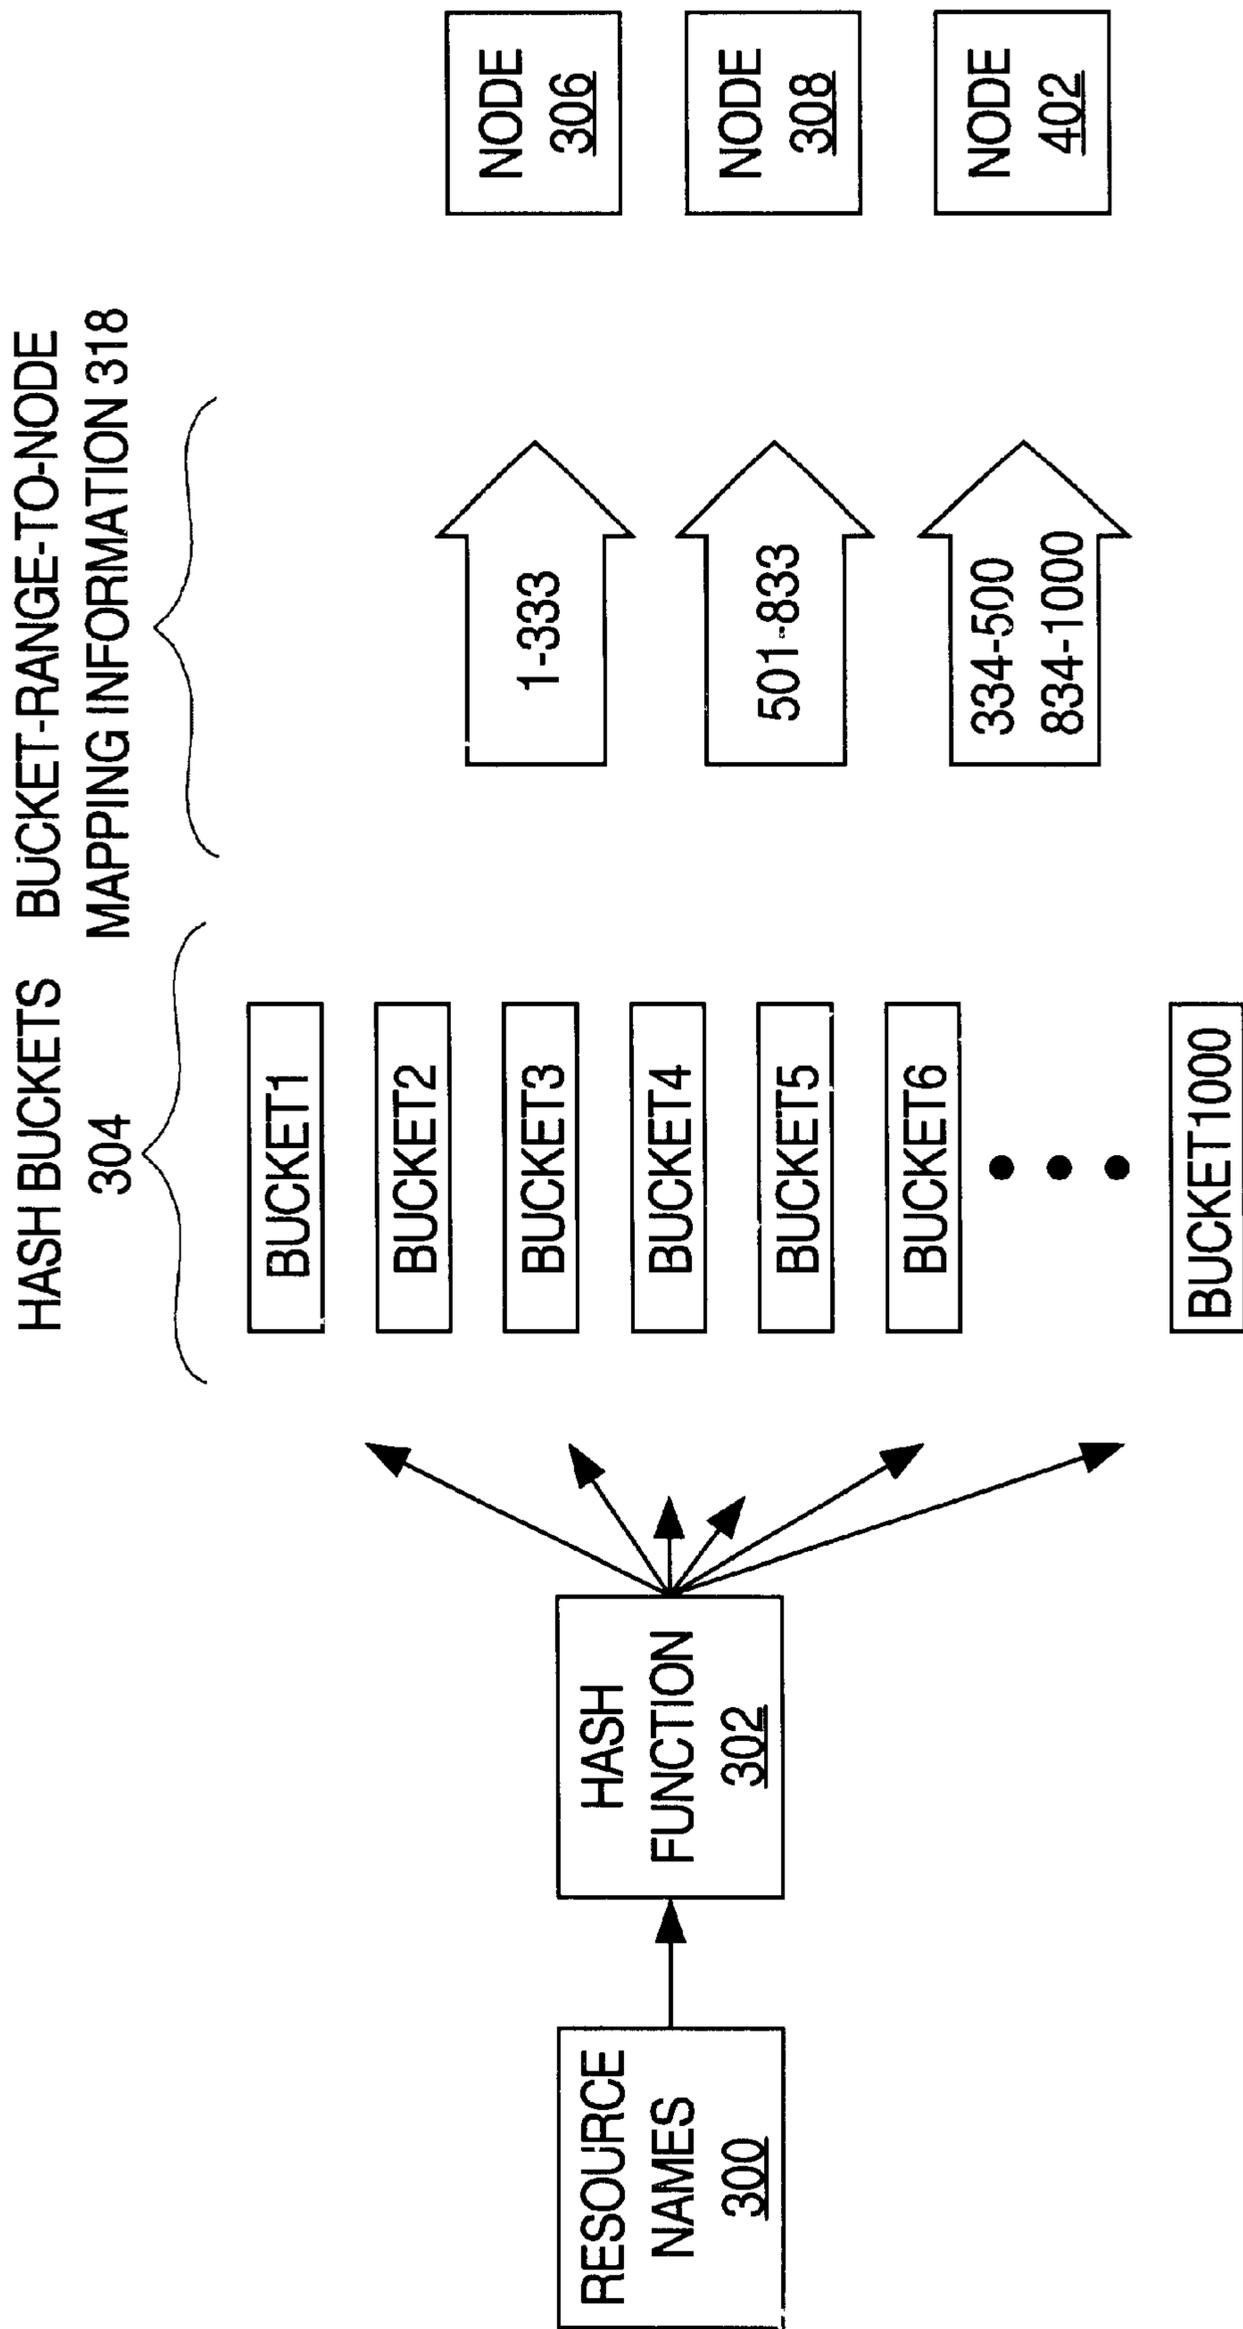 RESOURCE
NAMES
300
HASH
FUNCTION
302
HASH BUCKETS
304
BUCKET1
BUCKET2
BUCKET3
BUCKET4
BUCKET5
BUCKET6
BUCKET1000
BUCKET-RANGE-TO-NODE
MAPPING INFORMATION 318
1-333
501-833
334-500
834-1000
NODE
306
NODE
308
NODE
402